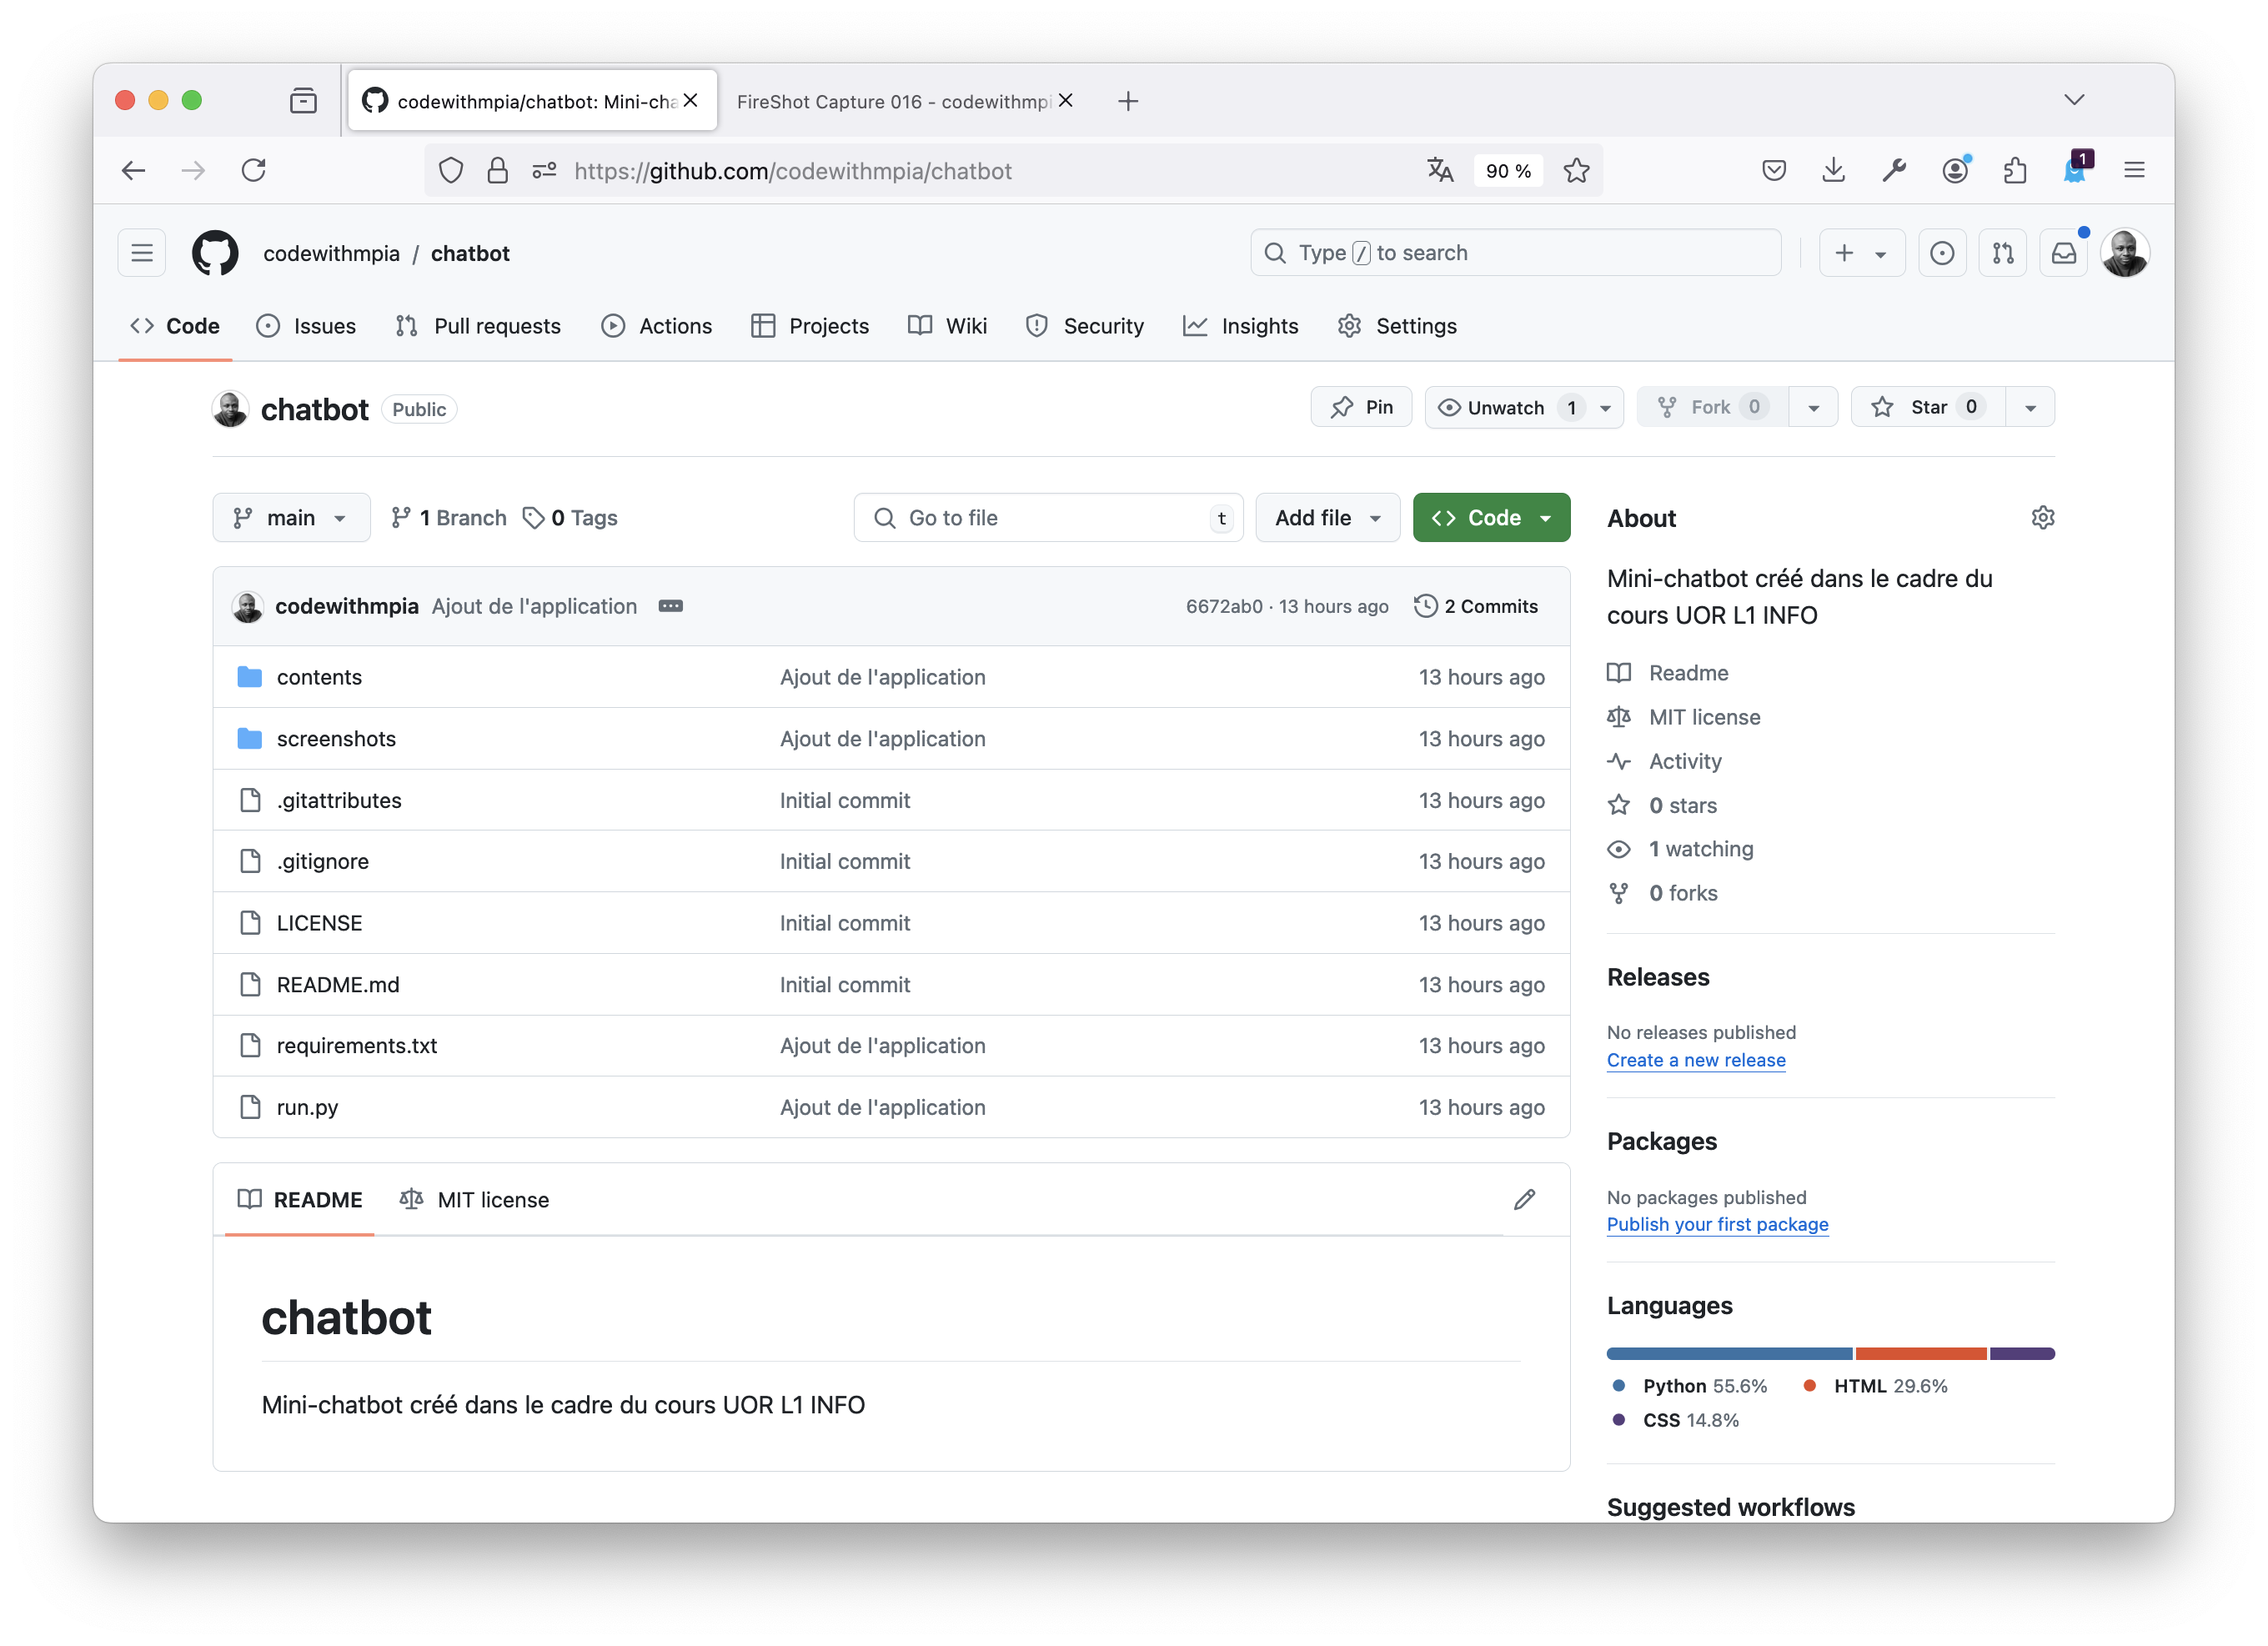 codewithmpia/chatbot: Mini-cha
FireShot Capture 016 - codewithmpi
https://github.com/codewithmpia/chatbot
90 %
1
codewithmpia / chatbot
Type / to search
Code Issues Pull requests Actions Projects Wiki Security Insights Settings
chatbot Public
Pin Unwatch 1 Fork 0 Star 0
main 1 Branch 0 Tags Go to file t Add file Code
codewithmpia Ajout de l'application 6672ab0 · 13 hours ago 2 Commits
contents Ajout de l'application 13 hours ago
screenshots Ajout de l'application 13 hours ago
.gitattributes Initial commit 13 hours ago
.gitignore Initial commit 13 hours ago
LICENSE Initial commit 13 hours ago
README.md Initial commit 13 hours ago
requirements.txt Ajout de l'application 13 hours ago
run.py Ajout de l'application 13 hours ago
README MIT license
chatbot
Mini-chatbot créé dans le cadre du cours UOR L1 INFO
About
Mini-chatbot créé dans le cadre du
cours UOR L1 INFO
Readme
MIT license
Activity
0 stars
1 watching
0 forks
Releases
No releases published
Create a new release
Packages
No packages published
Publish your first package
Languages
Python 55.6% HTML 29.6%
CSS 14.8%
Suggested workflows